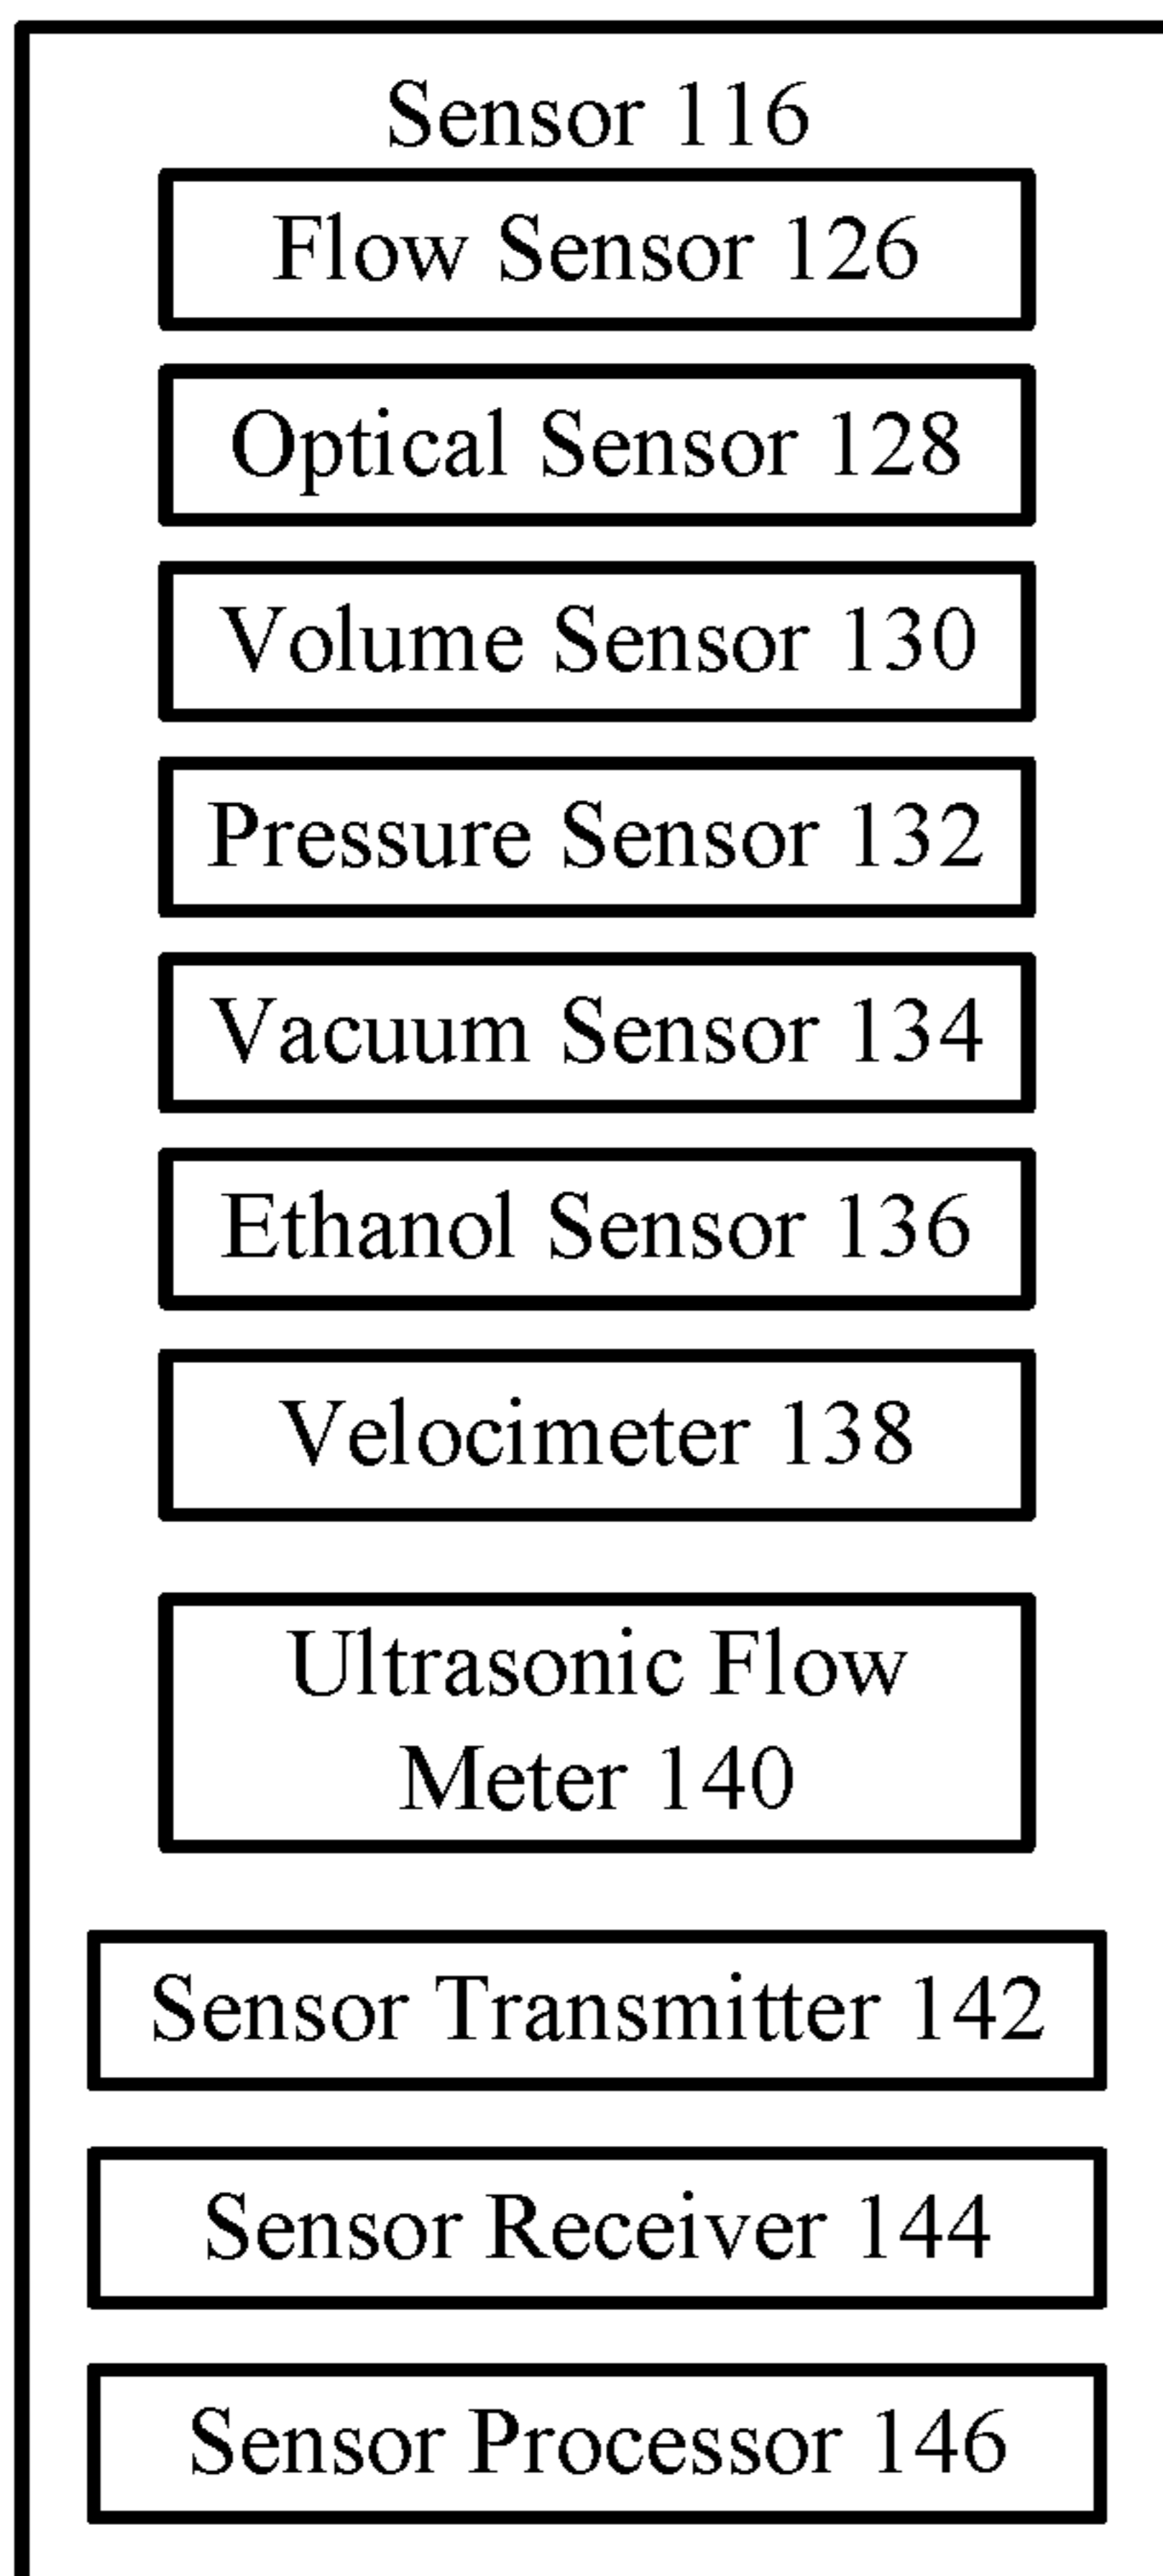 Sensor 116
Flow Sensor 126
Optical Sensor 128
Volume Sensor 130
Pressure Sensor 132
Vacuum Sensor 134
Ethanol Sensor 136
Velocimeter 138
Ultrasonic Flow
Meter 140
Sensor Transmitter 142
Sensor Receiver 144
Sensor Processor 146